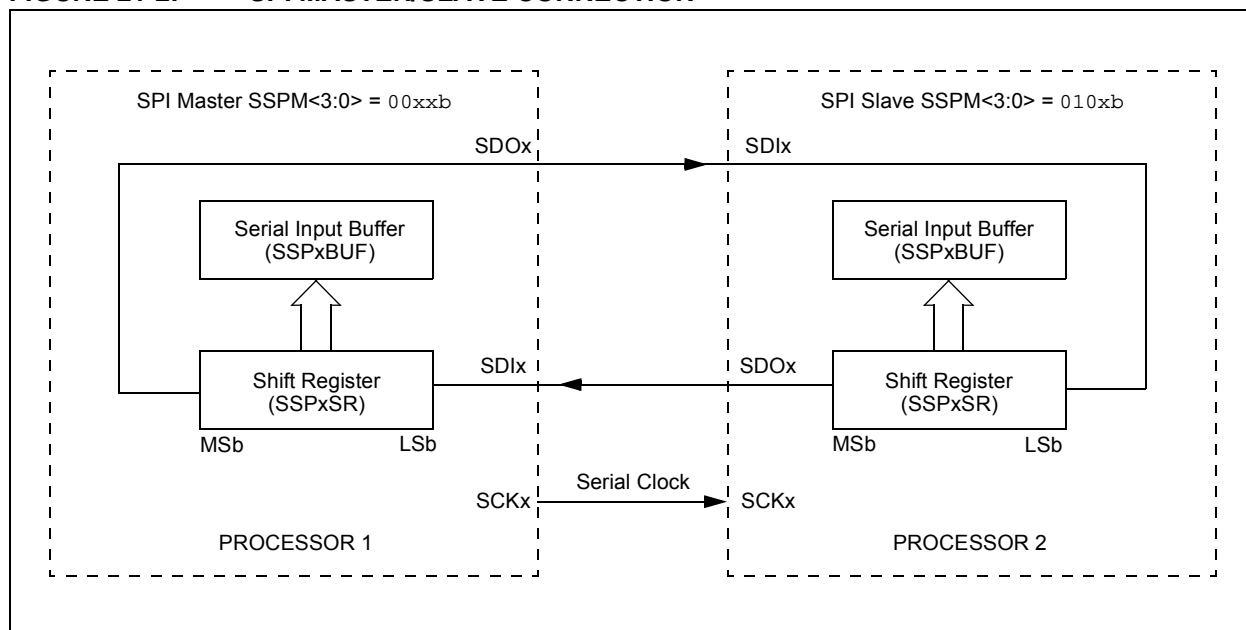 SPI Master SSPM<3:0> = 00xxb
SPI Slave SSPM<3:0> = 010xb
SDOx
SDIx
Serial Input Buffer
(SSPxBUF)
Serial Input Buffer
(SSPxBUF)
SDIx
SDOx
Shift Register
(SSPxSR)
Shift Register
(SSPxSR)
MSb
LSb
MSb
LSb
Serial Clock
SCKx
SCKx
PROCESSOR 1
PROCESSOR 2